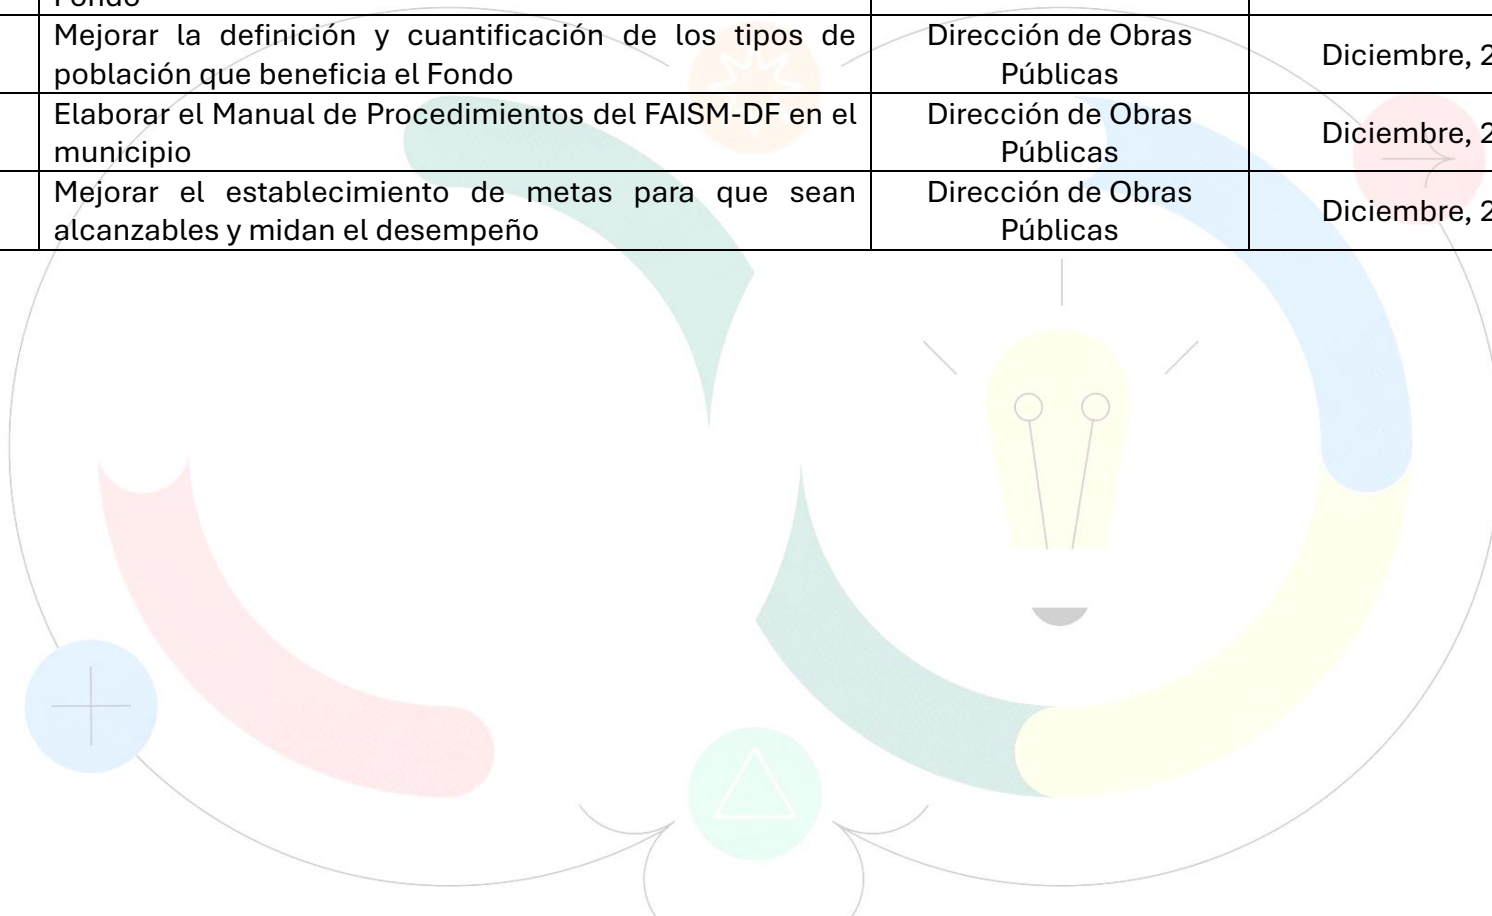 Fondo
Mejorar la definición y cuantificación de los tipos de
población que beneficia el Fondo
Dirección de Obras
Públicas
Diciembre, 2
Elaborar el Manual de Procedimientos del FAISM-DF en el
municipio
Dirección de Obras
Públicas
Diciembre, 2
Mejorar el establecimiento de metas para que sean
alcanzables y midan el desempeño
Dirección de Obras
Públicas
Diciembre, 2